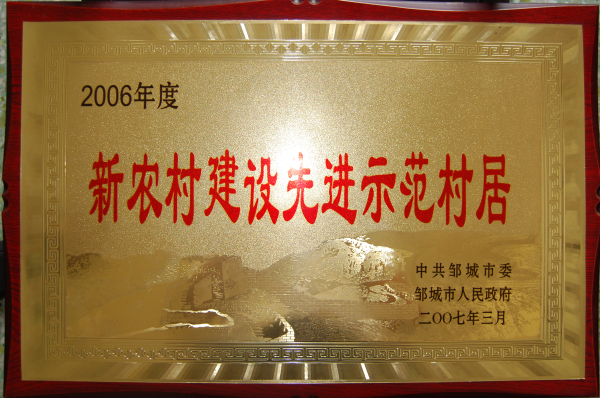 2006年度
新农村建设先进示范村居
中共邹城市委
邹城市人民政府
二〇〇七年三月